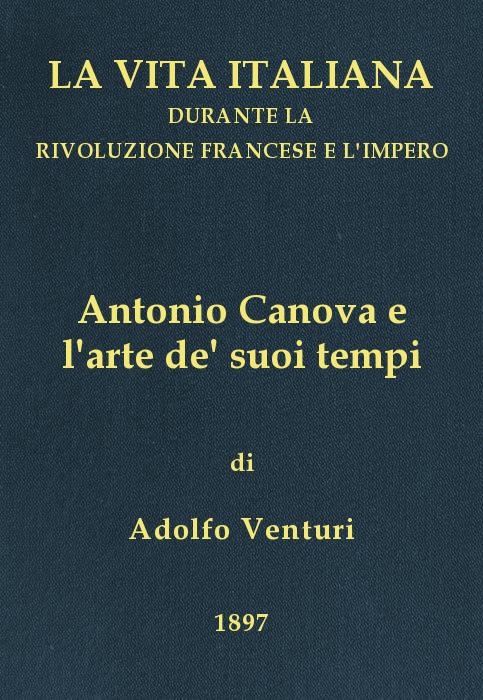 LA VITA ITALIANA
DURANTE LA
RIVOLUZIONE FRANCESE E L'IMPERO
Antonio Canova e
l'arte de' suoi tempi
di
Adolfo Venturi
1897